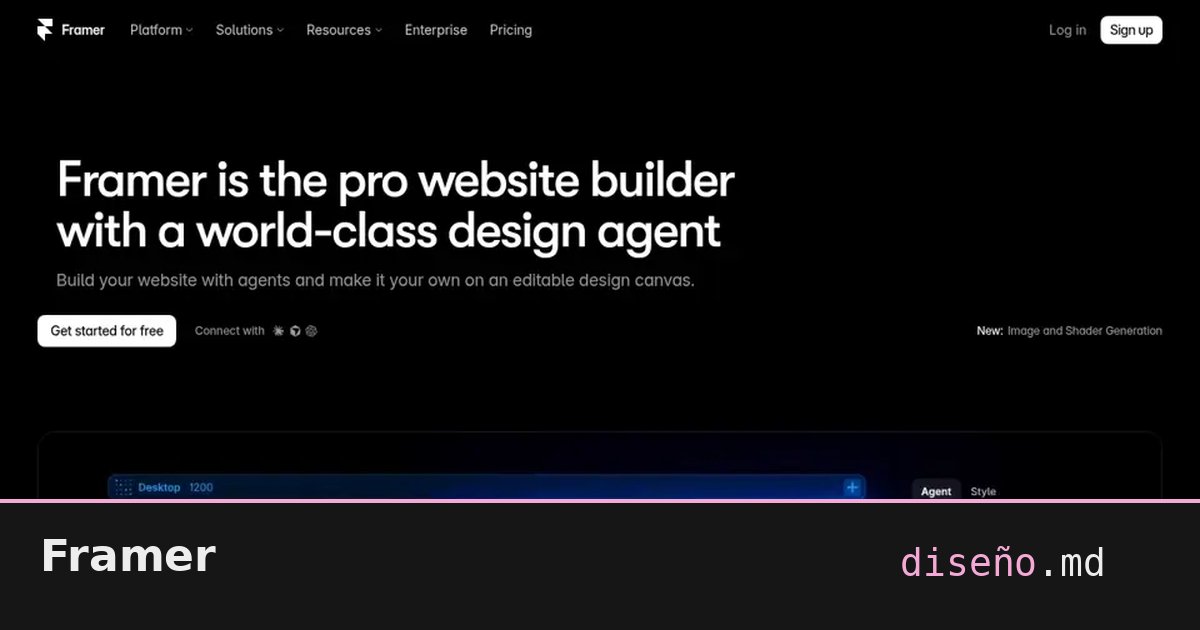 Framer Platform Solutions Resources Enterprise Pricing Log in Sign up
Framer is the pro website builder
with a world-class design agent
Build your website with agents and make it your own on an editable design canvas.
Get started for free Connect with New: Image and Shader Generation
Desktop 1200 Agent Style
Framer diseño.md